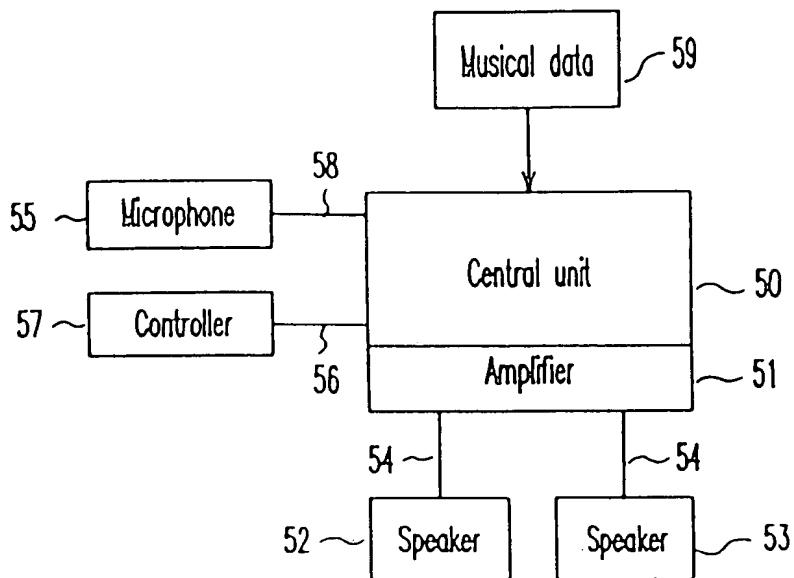 Musical data
59
58
55
Microphone
Central unit
50
57
Controller
56
Amplifier
51
54
54
52
Speaker
Speaker
53